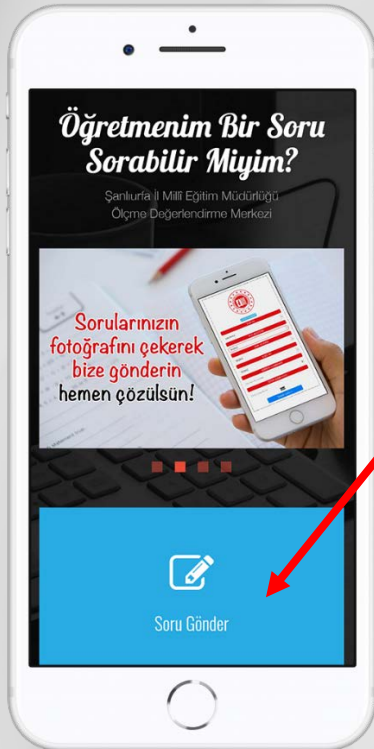 Öğretmenim Bir Soru
Sorabilir Miyim?
Şanlıurfa İl Millî Eğitim Müdürlüğü
Ölçme Değerlendirme Merkezi
Sorularınızın
fotoğrafını çekerek
bize gönderin
hemen çözülsün!
Soru Gönder